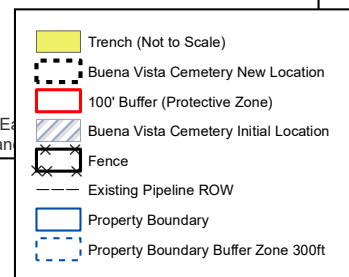 Trench (Not to Scale)
Buena Vista Cemetery New Location
100' Buffer (Protective Zone)
Buena Vista Cemetery Initial Location
Fence
Existing Pipeline ROW
Property Boundary
Property Boundary Buffer Zone 300ft